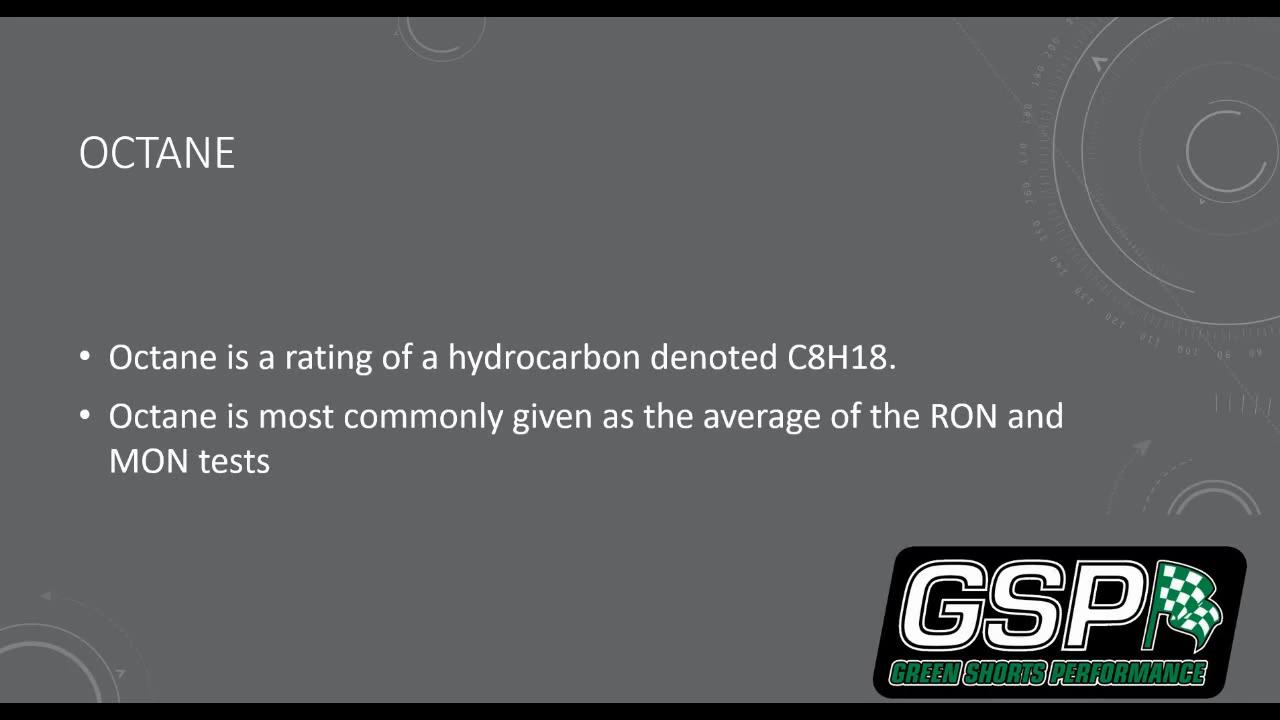 OCTANE
• Octane is a rating of a hydrocarbon denoted C8H18.
• Octane is most commonly given as the average of the RON and
MON tests
GSP
GREEN SHORTS PERFORMANCE